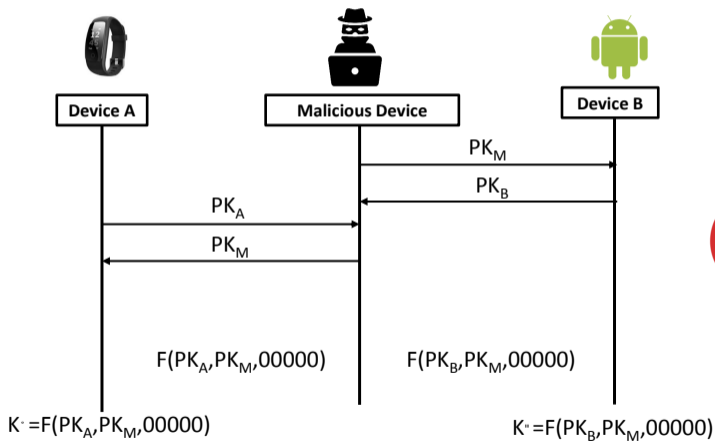 Device A
Malicious Device
Device B
PK_M
PK_B
PK_A
PK_M
F(PK_A,PK_M,00000)
F(PK_B,PK_M,00000)
K'=F(PK_A,PK_M,00000)
K"=F(PK_B,PK_M,00000)